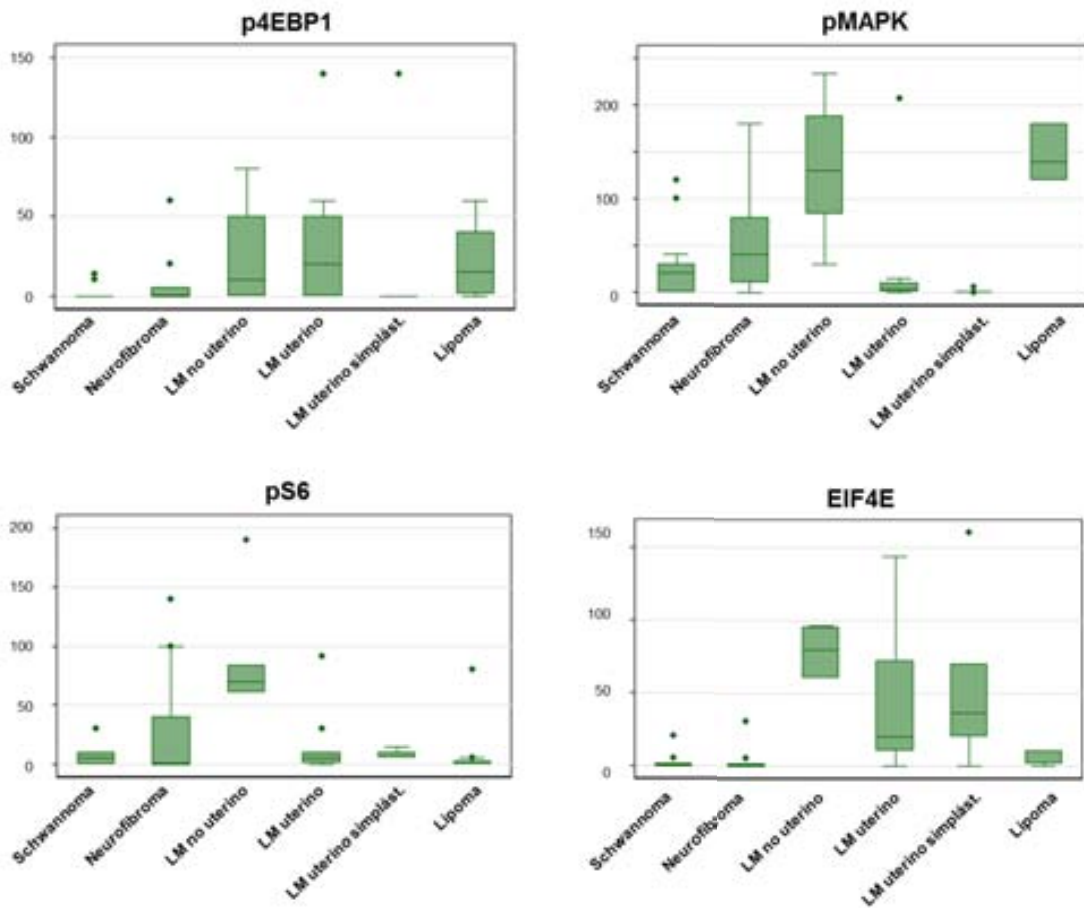 p4EBP1
150
100
50
0
Schwannoma
Neurofibroma
LM no uterino
LM uterino
LM uterino simplást.
Lipoma
pMAPK
200
100
0
Schwannoma
Neurofibroma
LM no uterino
LM uterino
LM uterino simplást.
Lipoma
pS6
200
150
100
50
0
Schwannoma
Neurofibroma
LM no uterino
LM uterino
LM uterino simplást.
Lipoma
EIF4E
150
100
50
0
Schwannoma
Neurofibroma
LM no uterino
LM uterino
LM uterino simplást.
Lipoma